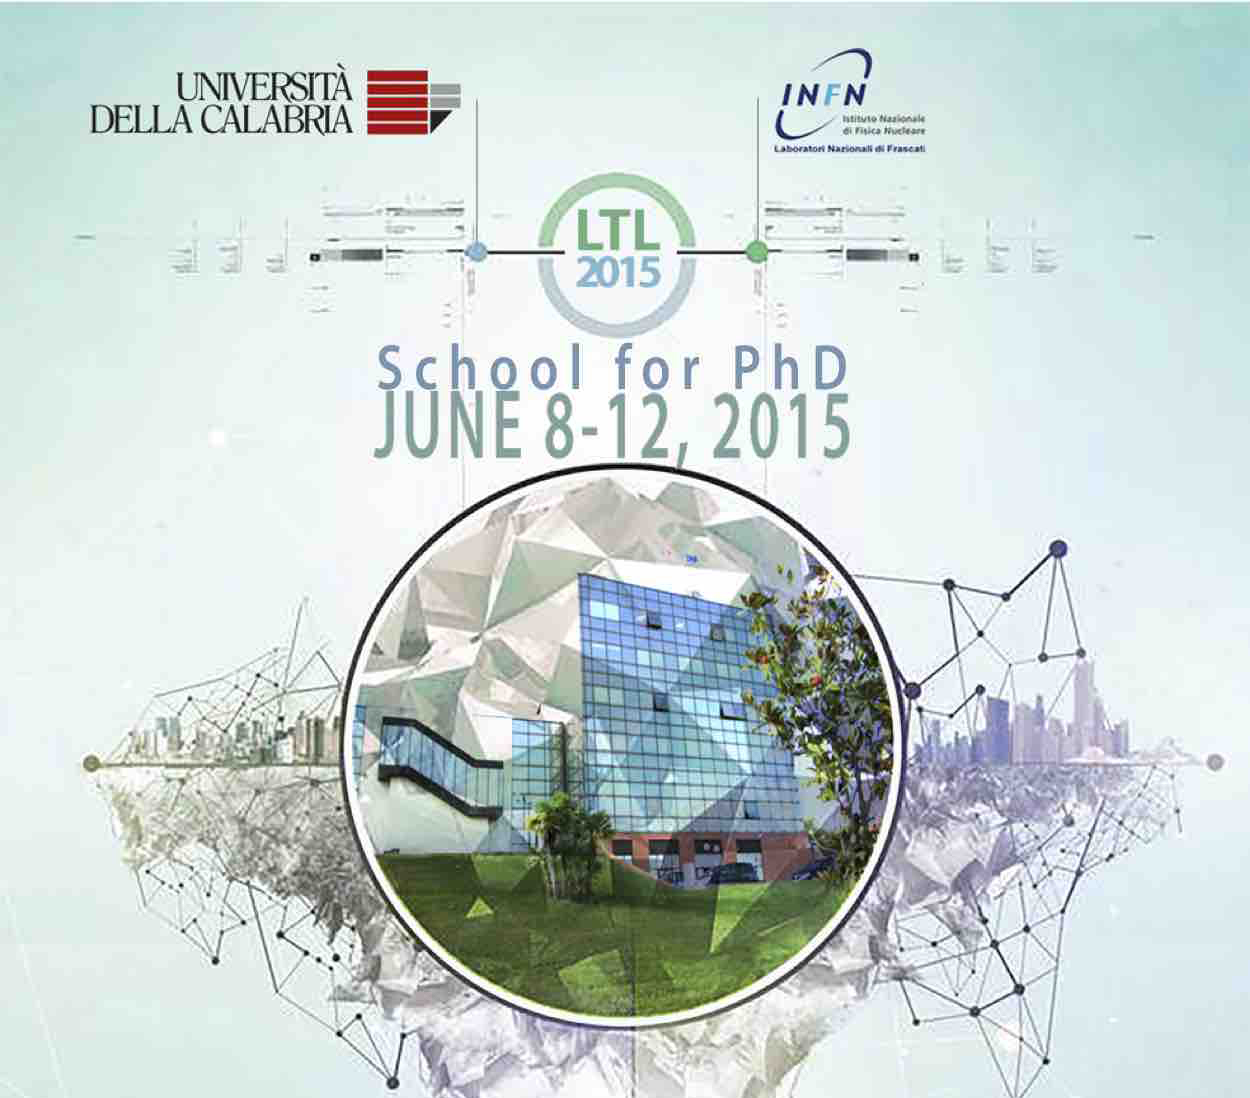 UNIVERSITÀ
DELLA CALABRIA
INFN
Istituto Nazionale
di Fisica Nucleare
Laboratori Nazionali di Frascati
LTL
2015
School for PhD
JUNE 8-12, 2015